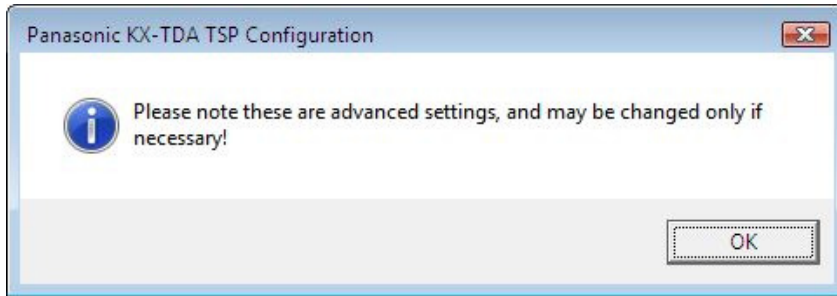 Panasonic KX-TDA TSP Configuration
Please note these are advanced settings, and may be changed only if
necessary!
OK